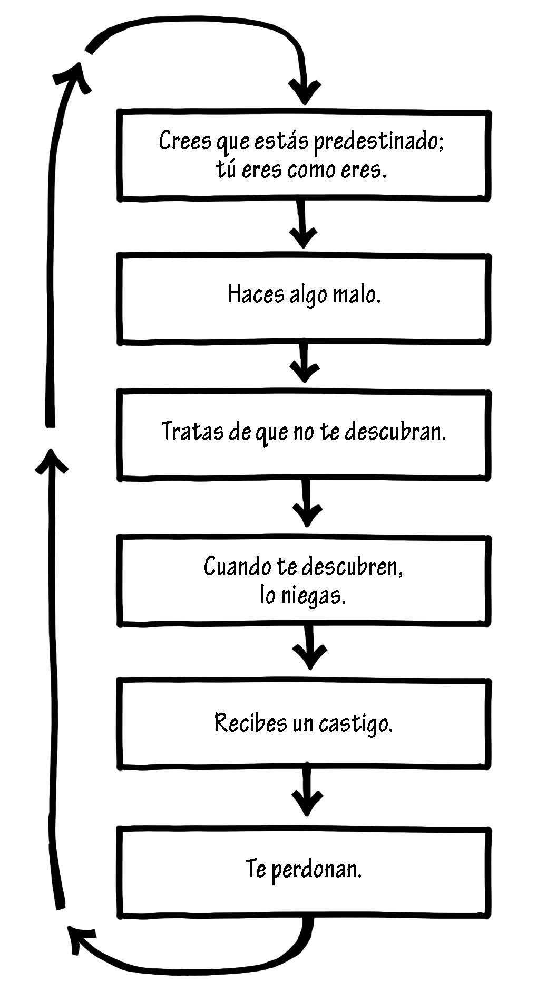 Crees que estás predestinado;
tú eres como eres.
Haces algo malo.
Tratas de que no te descubran.
Cuando te descubren,
lo niegas.
Recibes un castigo.
Te perdonan.